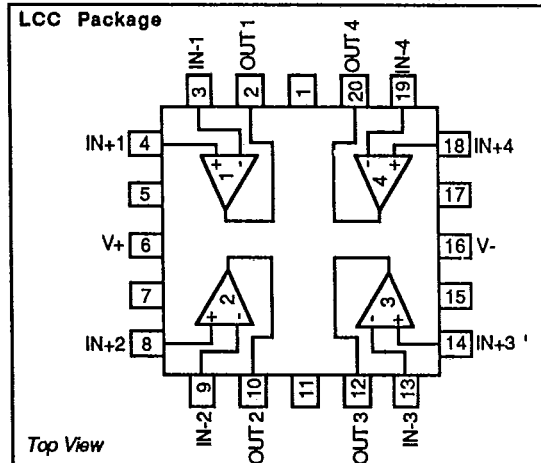 LCC Package
IN-1
OUT 1
OUT 4
IN-4
3
2
1
20
19
IN+1
4
+
-
1
-
+
4
18
IN+4
5
17
V+
6
16
V-
7
15
2
+
-
3
-
+
IN+2
8
14
IN+3 '
9
10
11
12
13
IN-2
OUT 2
OUT 3
IN-3
Top View